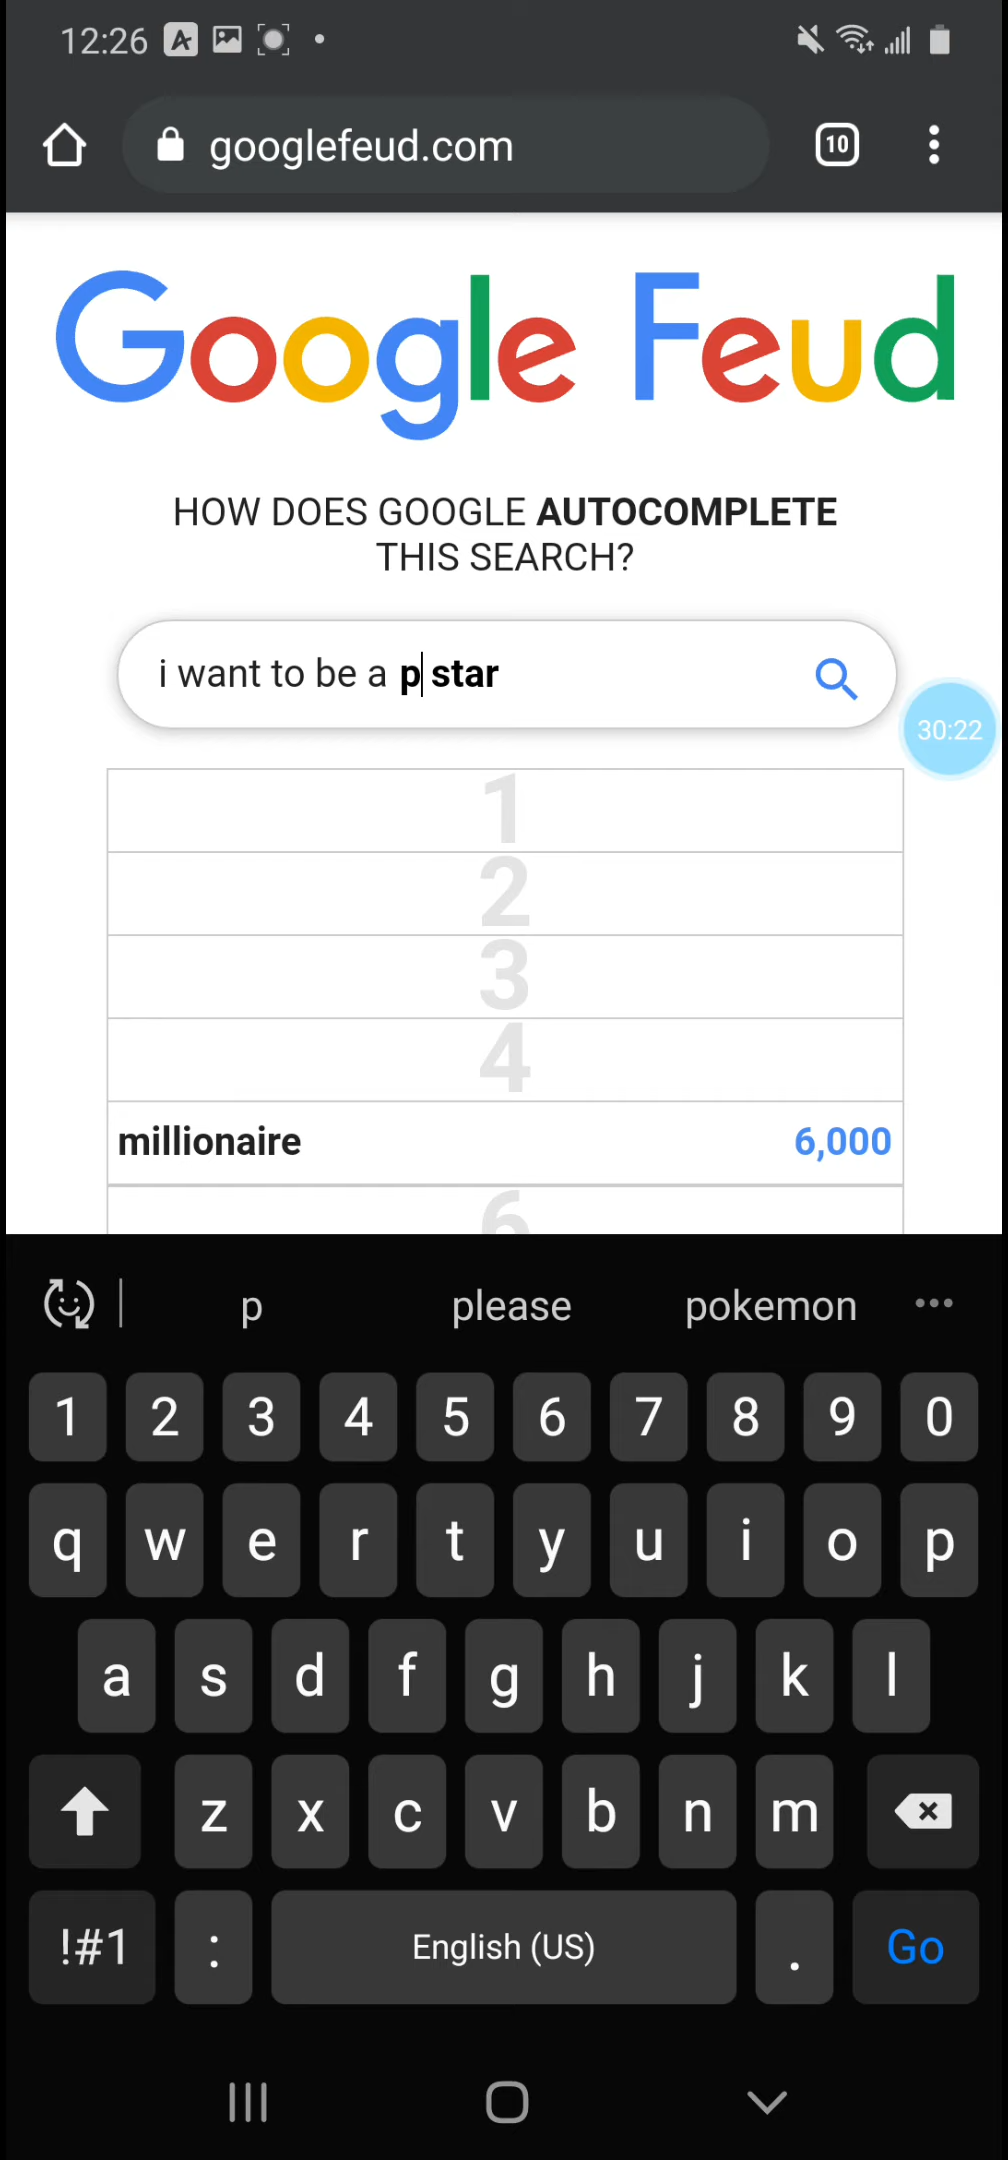 12:26
googlefeud.com
10
Google Feud
HOW DOES GOOGLE AUTOCOMPLETE
THIS SEARCH?
i want to be a p star
30:22
1
2
3
4
millionaire 6,000
6
p please pokemon
1 2 3 4 5 6 7 8 9 0
q w e r t y u i o p
a s d f g h j k l
z x c v b n m
!#1 : English (US) . Go